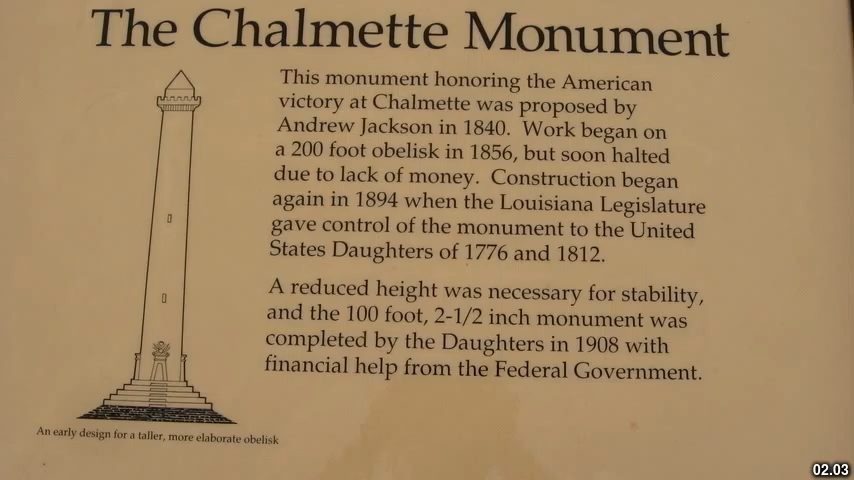 The Chalmette Monument
This monument honoring the American
victory at Chalmette was proposed by
Andrew Jackson in 1840. Work began on
a 200 foot obelisk in 1856, but soon halted
due to lack of money. Construction began
again in 1894 when the Louisiana Legislature
gave control of the monument to the United
States Daughters of 1776 and 1812.
A reduced height was necessary for stability,
and the 100 foot, 2-1/2 inch monument was
completed by the Daughters in 1908 with
financial help from the Federal Government.
An early design for a taller, more elaborate obelisk
02.03